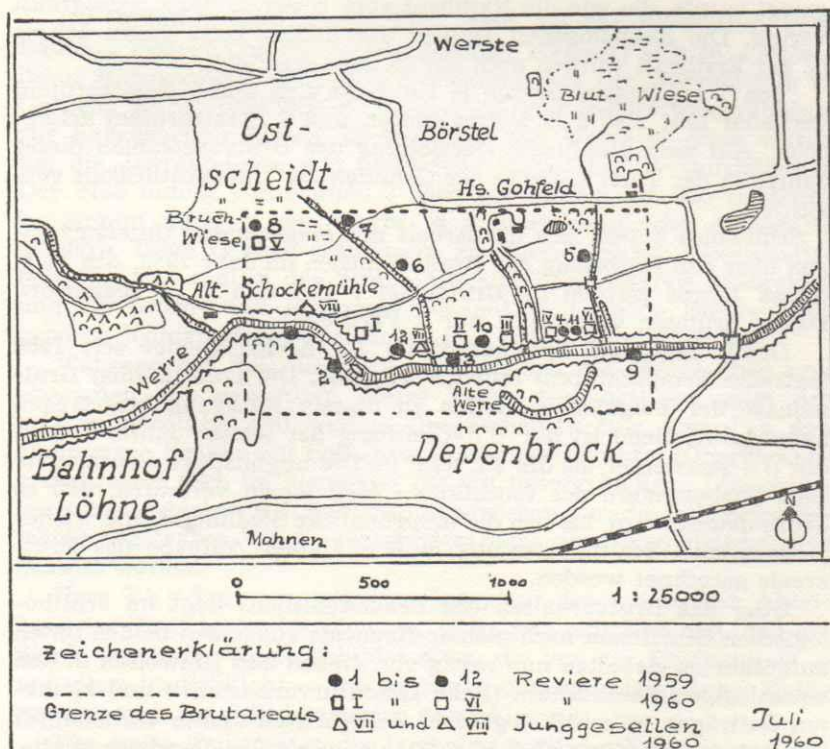 Werste
Blut-Wiese
Ost-
scheidt
Börstel
Hs. Gohfeld
Bruch-
Wiese
8
V
7
6
5
Alt-Schockemühle
VIII
I
12
VII
II
10
III
IV
4
11
VI
1
3
9
Werre
Alte
Werre
Bahnhof
Löhne
Depenbrock
Mahnen
N
0 500 1000 1:25000
Zeichenerklärung:
1 bis 12 Reviere 1959
Grenze des Brutareals I " VI " 1960
VII und VIII Junggesellen
1960
Juli
1960